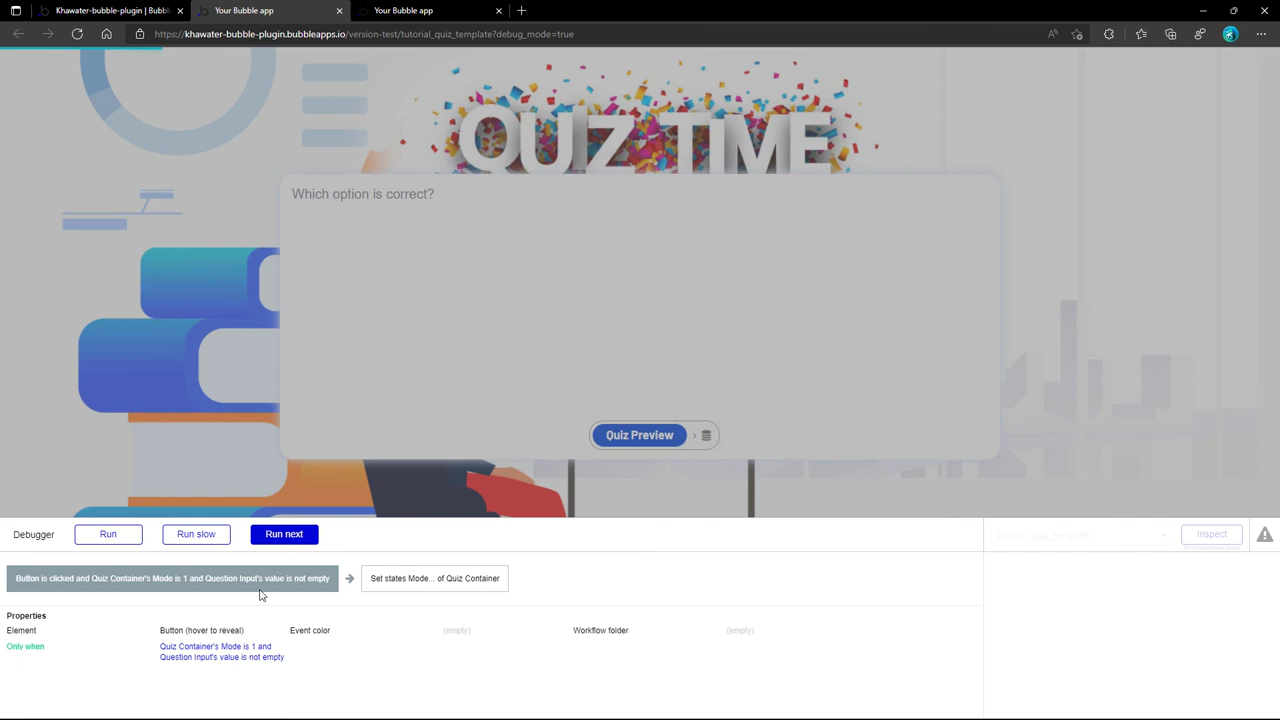 Khawater-bubble-plugin | Bubbl
Your Bubble app
Your Bubble app
https://khawater-bubble-plugin.bubbleapps.io/version-test/tutorial_quiz_template?debug_mode=true
QUIZ TIME
Which option is correct?
Quiz Preview
Debugger
Run
Run slow
Run next
tutorial_quiz_template
Inspect
Button is clicked and Quiz Container's Mode is 1 and Question Input's value is not empty
Set states Mode... of Quiz Container
Properties
Element
Button (hover to reveal)
Event color
(empty)
Workflow folder
(empty)
Only when
Quiz Container's Mode is 1 and
Question Input's value is not empty